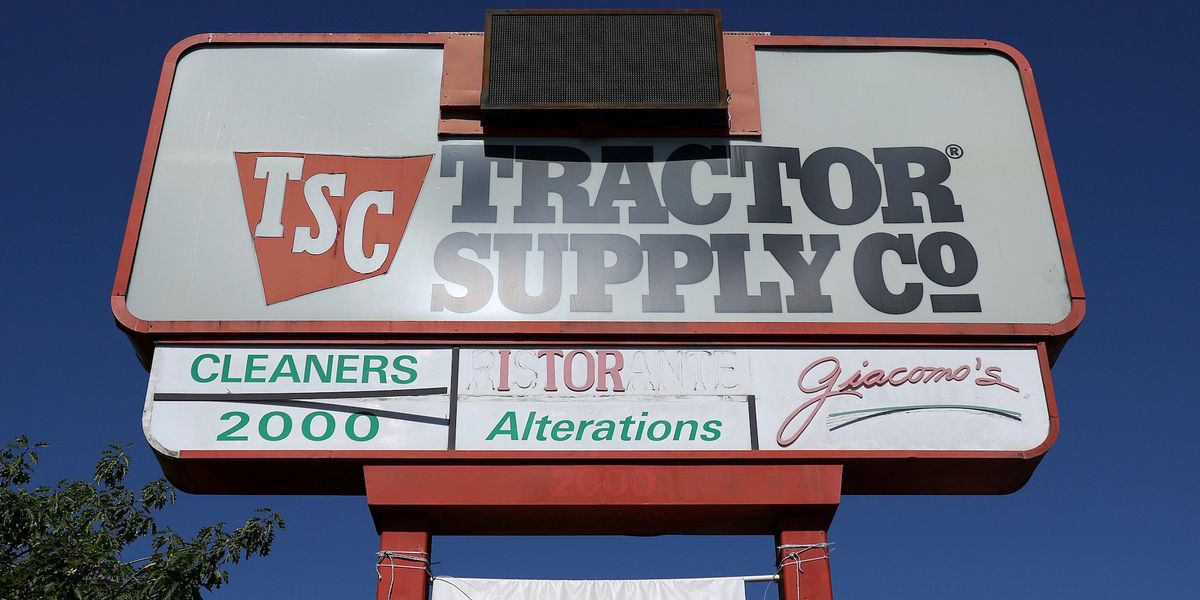 TSC
TRACTOR®
SUPPLY Co
CLEANERS
2000
RISTORANTE
Alterations
Giacomo's
2000